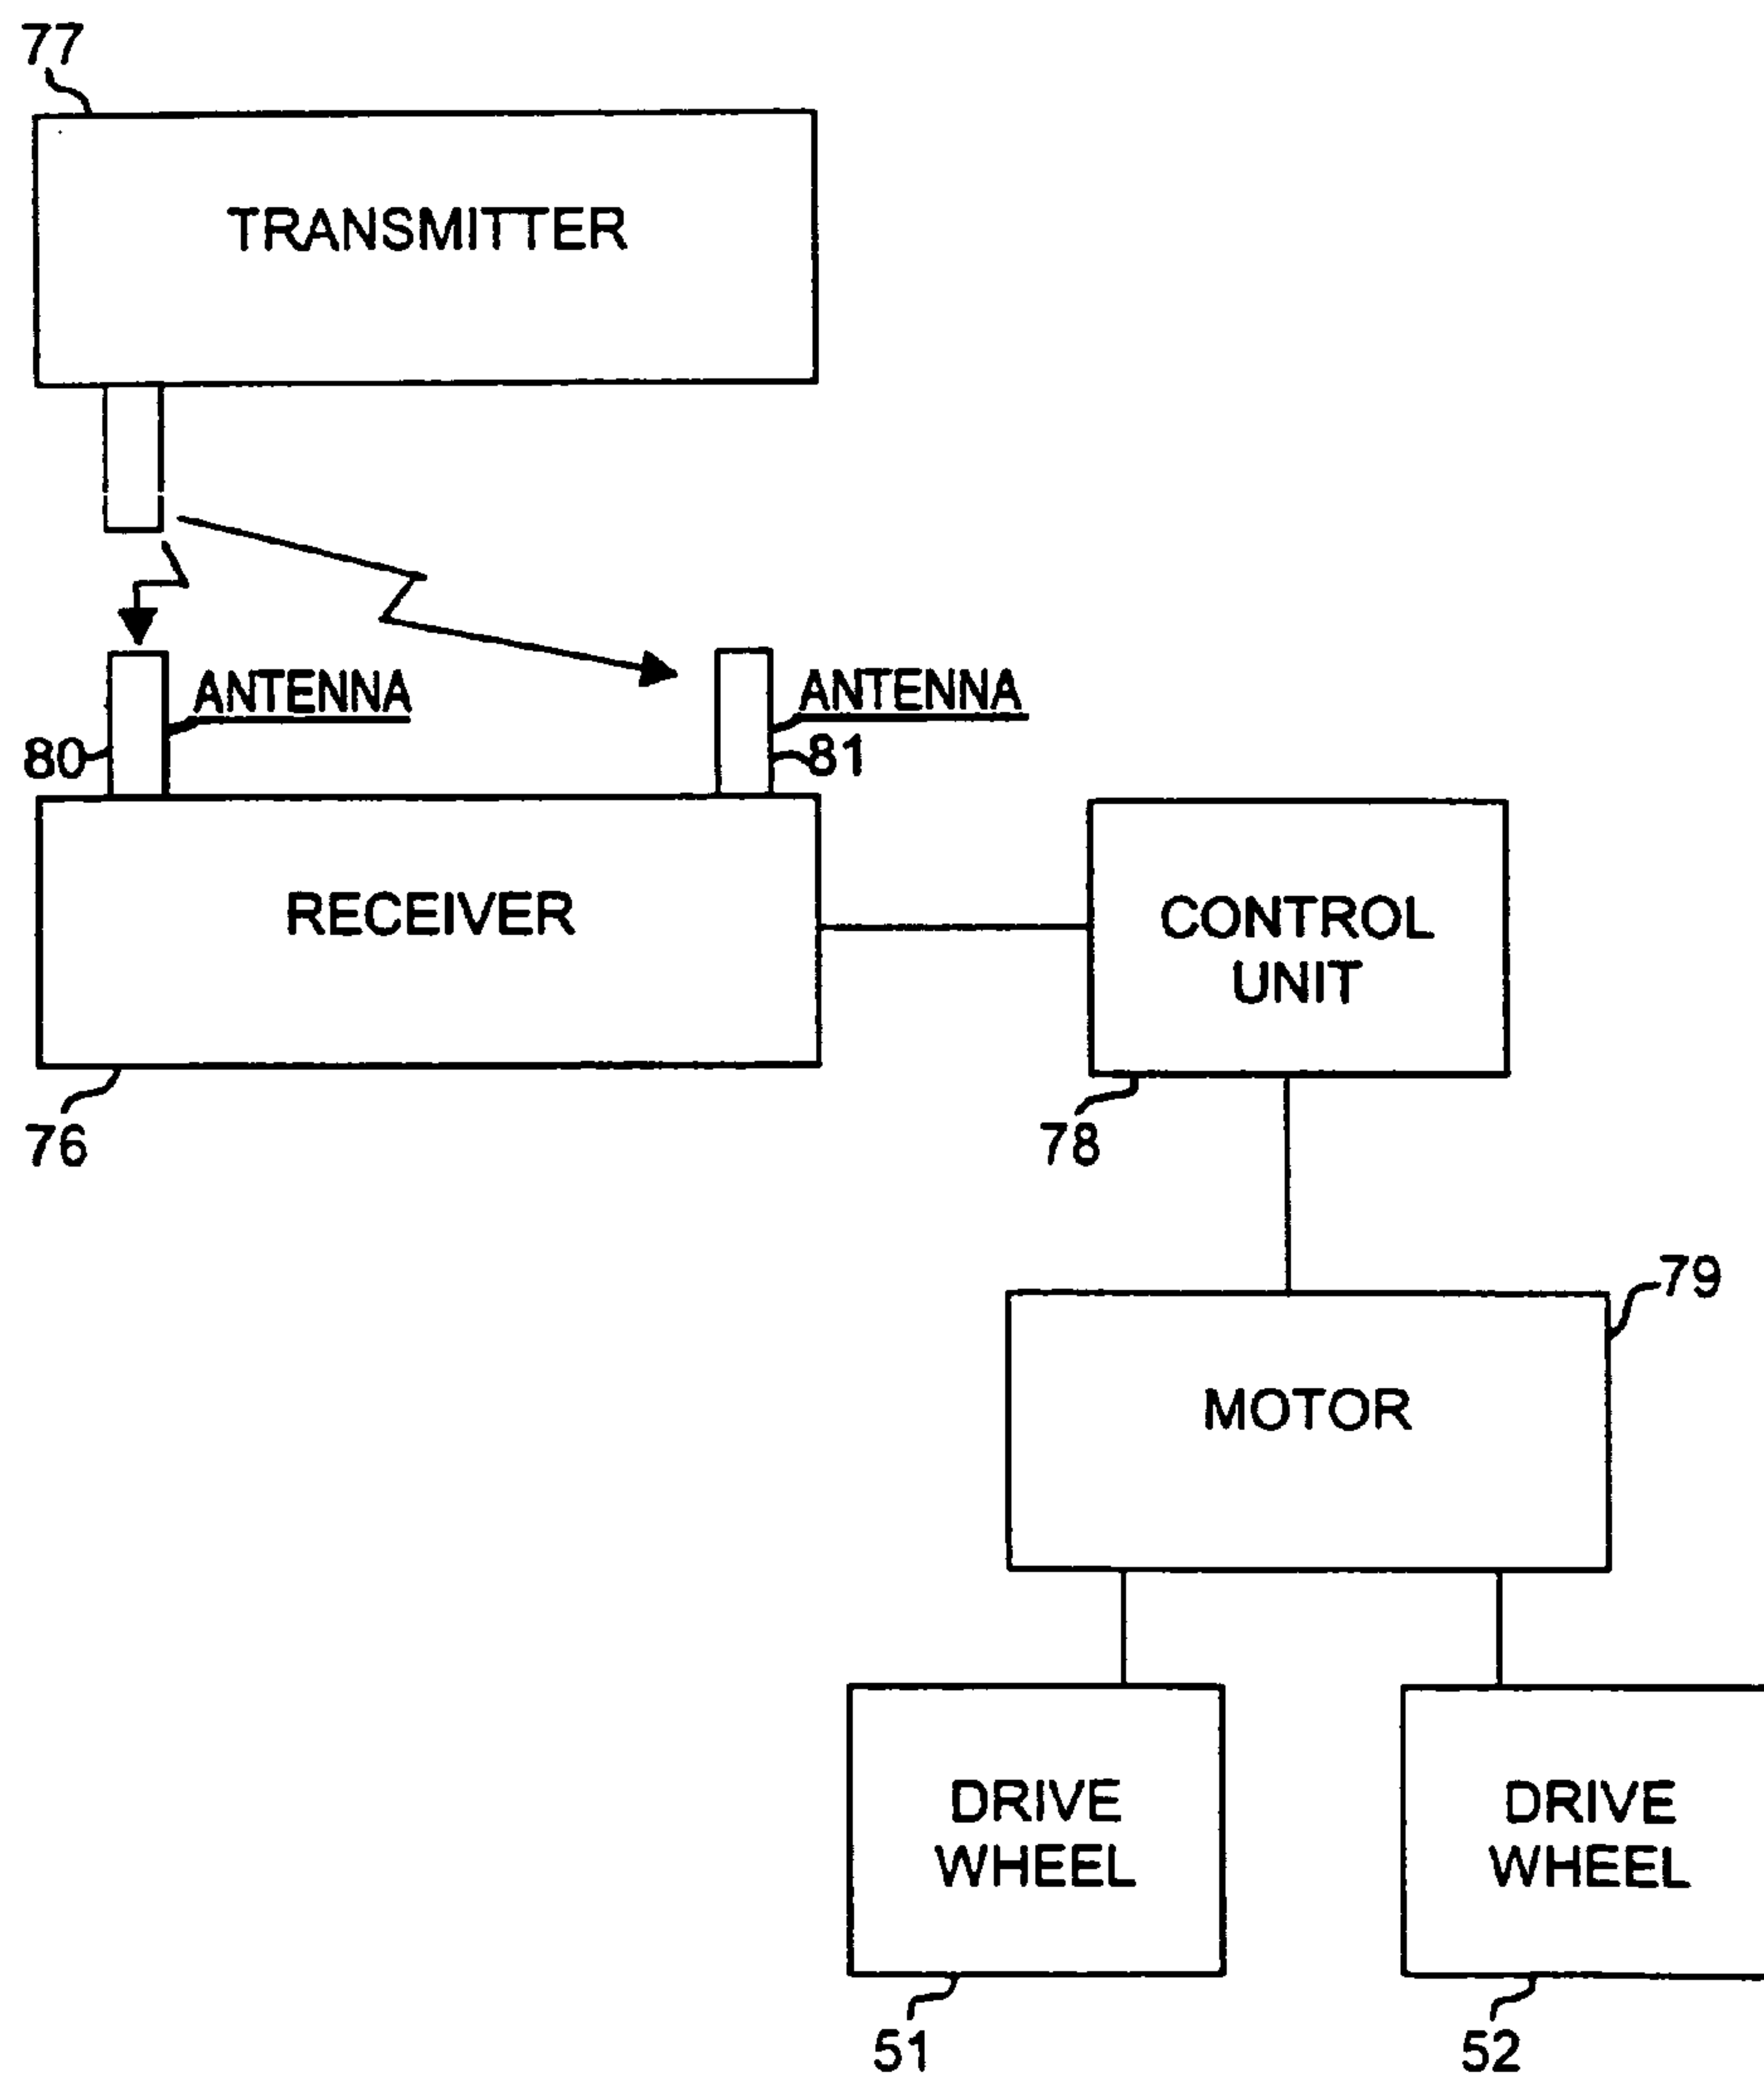 77
TRANSMITTER
ANTENNA
ANTENNA
80
81
RECEIVER
CONTROL
UNIT
76
78
79
MOTOR
DRIVE
WHEEL
DRIVE
WHEEL
51
52